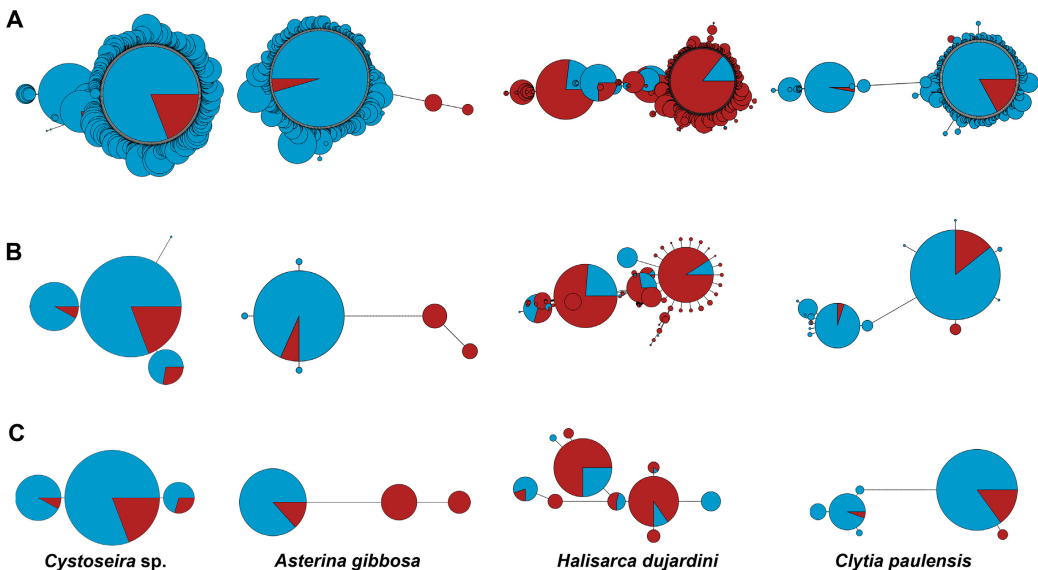 A
B
C
Cystoseira sp.
Asterina gibbosa
Halisarca dujardini
Clytia paulensis